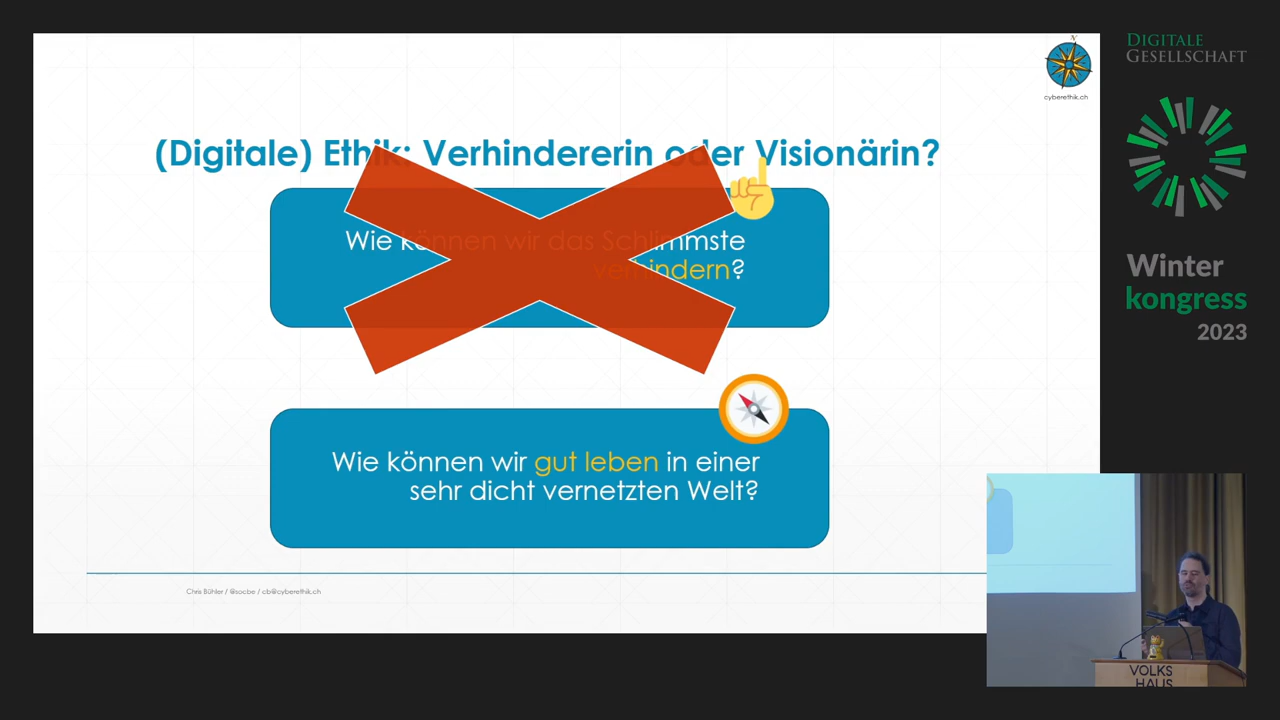 DIGITALE
GESELLSCHAFT
N
cyberethik.ch
(Digitale) Ethik: Verhindererin oder Visionärin?
Wie können wir das Schlimmste
verhindern?
Wie können wir gut leben in einer
sehr dicht vernetzten Welt?
Chris Bühler / @socbe / cb@cyberethik.ch
Winter
kongress
2023
VOLKS
HAUS